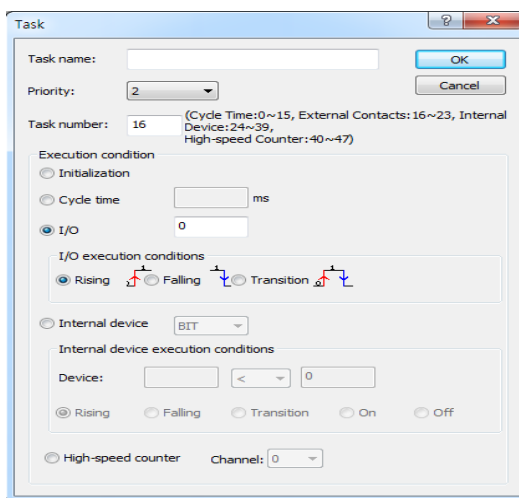 Task
Task name:
OK
Priority:
2
Cancel
Task number:
16
(Cycle Time:0~15, External Contacts:16~23, Internal
Device:24~39,
High-speed Counter:40~47)
Execution condition
Initialization
Cycle time
ms
I/O
0
I/O execution conditions
Rising
Falling
Transition
Internal device
BIT
Internal device execution conditions
Device:
<
0
Rising
Falling
Transition
On
Off
High-speed counter
Channel:
0